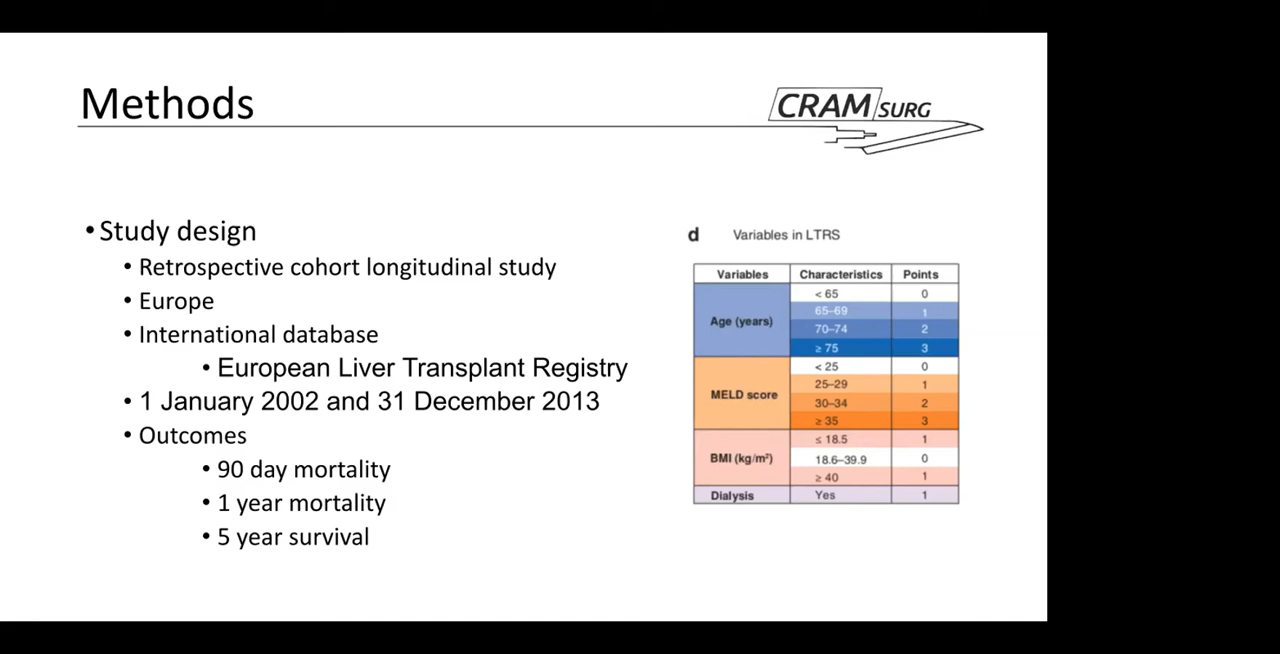 Methods
CRAM SURG
• Study design
• Retrospective cohort longitudinal study
• Europe
• International database
• European Liver Transplant Registry
• 1 January 2002 and 31 December 2013
• Outcomes
• 90 day mortality
• 1 year mortality
• 5 year survival
d Variables in LTRS
Variables Characteristics Points
Age (years)
< 65 0
65–69 1
70–74 2
≥ 75 3
MELD score
< 25 0
25–29 1
30–34 2
≥ 35 3
BMI (kg/m²)
≤ 18.5 1
18.6–39.9 0
≥ 40 1
Dialysis Yes 1